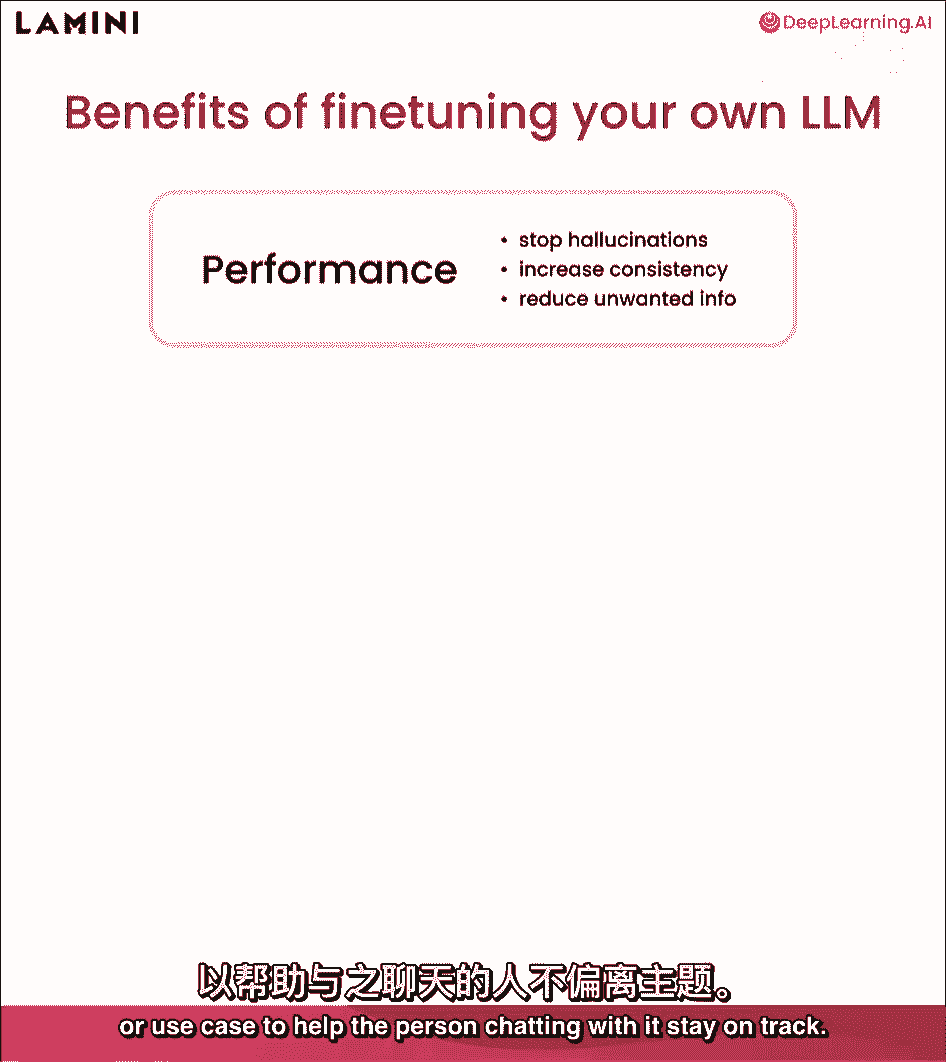 LAMINI
DeepLearning.AI
Benefits of finetuning your own LLM
Performance
• stop hallucinations
• increase consistency
• reduce unwanted info
以帮助与之聊天的人不偏离主题。
or use case to help the person chatting with it stay on track.